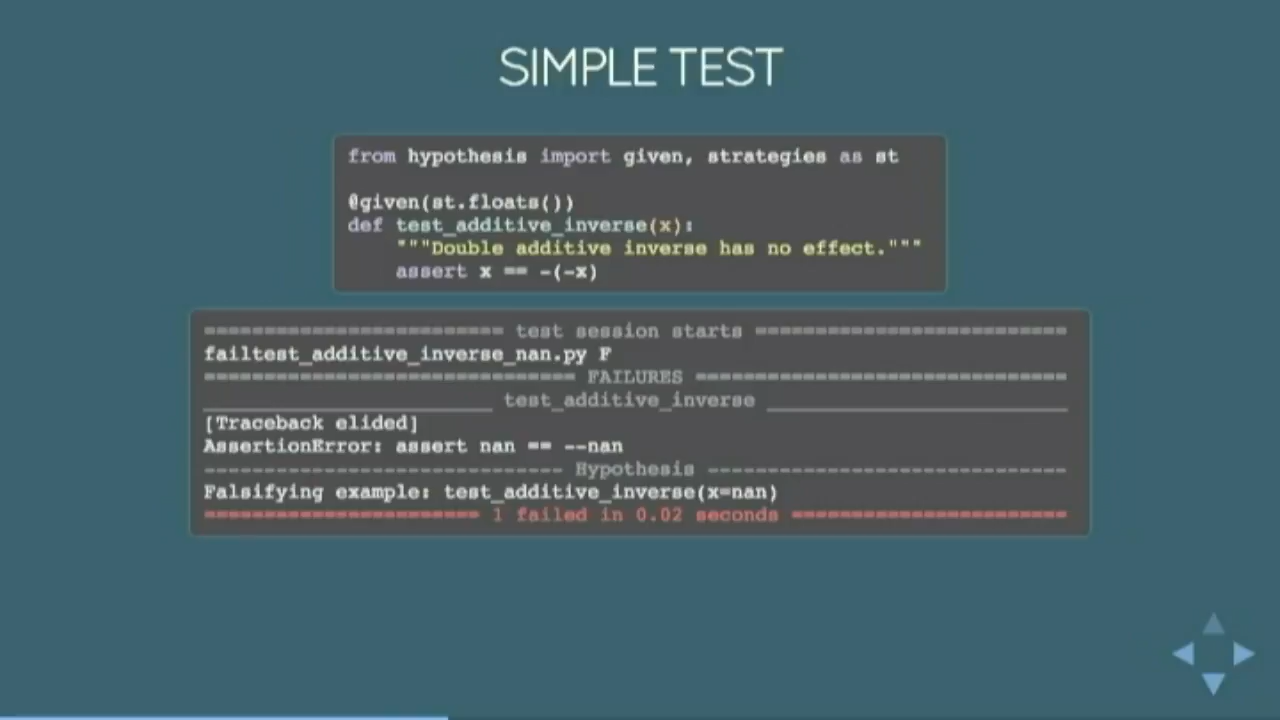 SIMPLE TEST
from hypothesis import given, strategies as st
@given(st.floats())
def test_additive_inverse(x):
    """Double additive inverse has no effect."""
    assert x == -(-x)
========================= test session starts ==========================
failtest_additive_inverse_nan.py F
=============================== FAILURES ===============================
________________________ test_additive_inverse _________________________
[Traceback elided]
AssertionError: assert nan == --nan
------------------------------ Hypothesis ------------------------------
Falsifying example: test_additive_inverse(x=nan)
======================= 1 failed in 0.02 seconds =======================